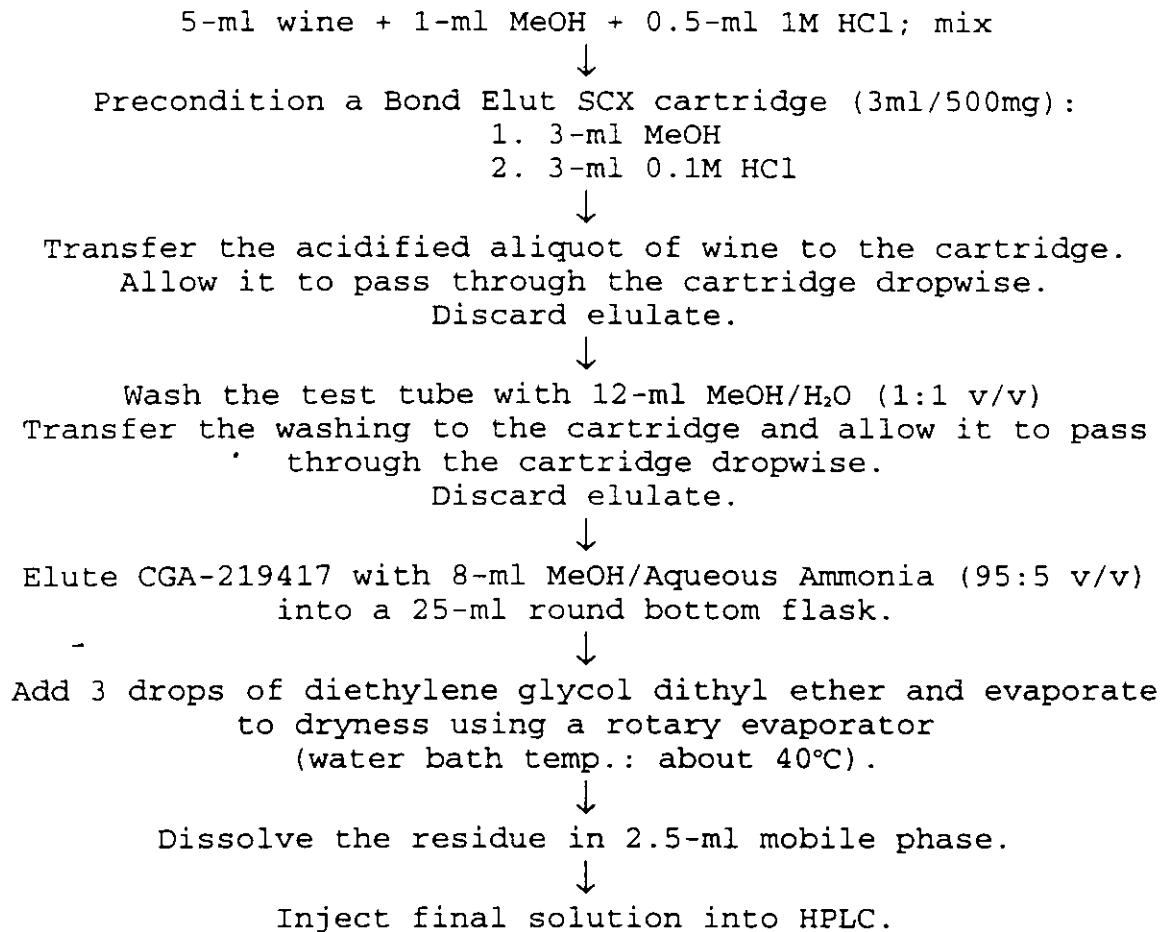 5-ml wine + 1-ml MeOH + 0.5-ml 1M HCl; mix
↓
Precondition a Bond Elut SCX cartridge (3ml/500mg):
1. 3-ml MeOH
2. 3-ml 0.1M HCl
↓
Transfer the acidified aliquot of wine to the cartridge.
Allow it to pass through the cartridge dropwise.
Discard elulate.
↓
Wash the test tube with 12-ml MeOH/H₂O (1:1 v/v)
Transfer the washing to the cartridge and allow it to pass
through the cartridge dropwise.
Discard elulate.
↓
Elute CGA-219417 with 8-ml MeOH/Aqueous Ammonia (95:5 v/v)
into a 25-ml round bottom flask.
↓
Add 3 drops of diethylene glycol dithyl ether and evaporate
to dryness using a rotary evaporator
(water bath temp.: about 40°C).
↓
Dissolve the residue in 2.5-ml mobile phase.
↓
Inject final solution into HPLC.